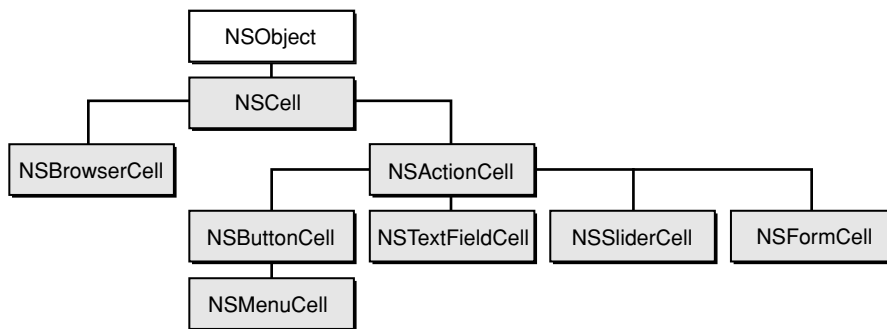 NSObject
NSCell
NSBrowserCell
NSActionCell
NSButtonCell
NSTextFieldCell
NSSliderCell
NSFormCell
NSMenuCell